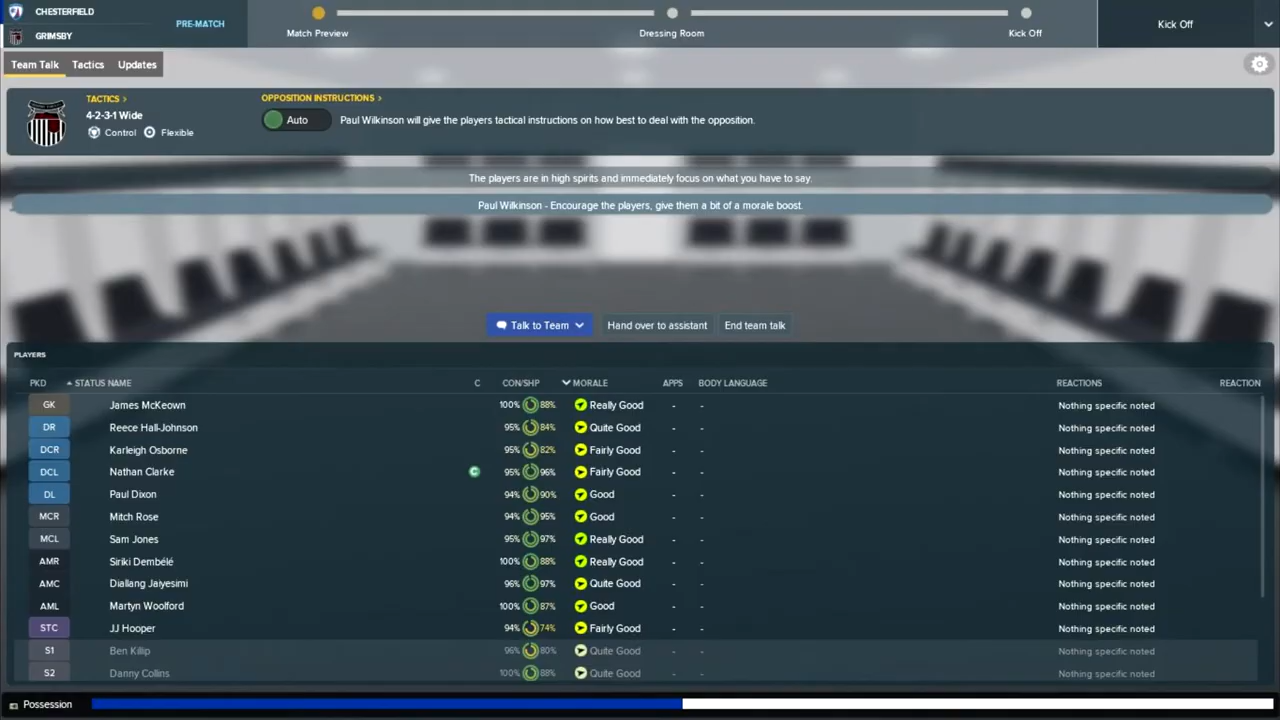 CHESTERFIELD
GRIMSBY
PRE-MATCH
Match Preview
Dressing Room
Kick Off
Kick Off
Team Talk Tactics Updates
TACTICS >
4-2-3-1 Wide
Control Flexible
OPPOSITION INSTRUCTIONS >
Auto Paul Wilkinson will give the players tactical instructions on how best to deal with the opposition.
The players are in high spirits and immediately focus on what you have to say.
Paul Wilkinson - Encourage the players, give them a bit of a morale boost.
Talk to Team Hand over to assistant End team talk
PLAYERS
PKD STATUS NAME C CON/SHP MORALE APPS BODY LANGUAGE REACTIONS REACTION
GK James McKeown 100% 88% Really Good - - Nothing specific noted
DR Reece Hall-Johnson 95% 84% Quite Good - - Nothing specific noted
DCR Karleigh Osborne 95% 82% Fairly Good - - Nothing specific noted
DCL Nathan Clarke C 95% 96% Fairly Good - - Nothing specific noted
DL Paul Dixon 94% 90% Good - - Nothing specific noted
MCR Mitch Rose 94% 95% Good - - Nothing specific noted
MCL Sam Jones 95% 97% Really Good - - Nothing specific noted
AMR Siriki Dembélé 100% 88% Really Good - - Nothing specific noted
AMC Diallang Jaiyesimi 96% 97% Quite Good - - Nothing specific noted
AML Martyn Woolford 100% 87% Good - - Nothing specific noted
STC JJ Hooper 94% 74% Fairly Good - - Nothing specific noted
S1 Ben Killip 96% 80% Quite Good - - Nothing specific noted
S2 Danny Collins 100% 88% Quite Good - - Nothing specific noted
Possession